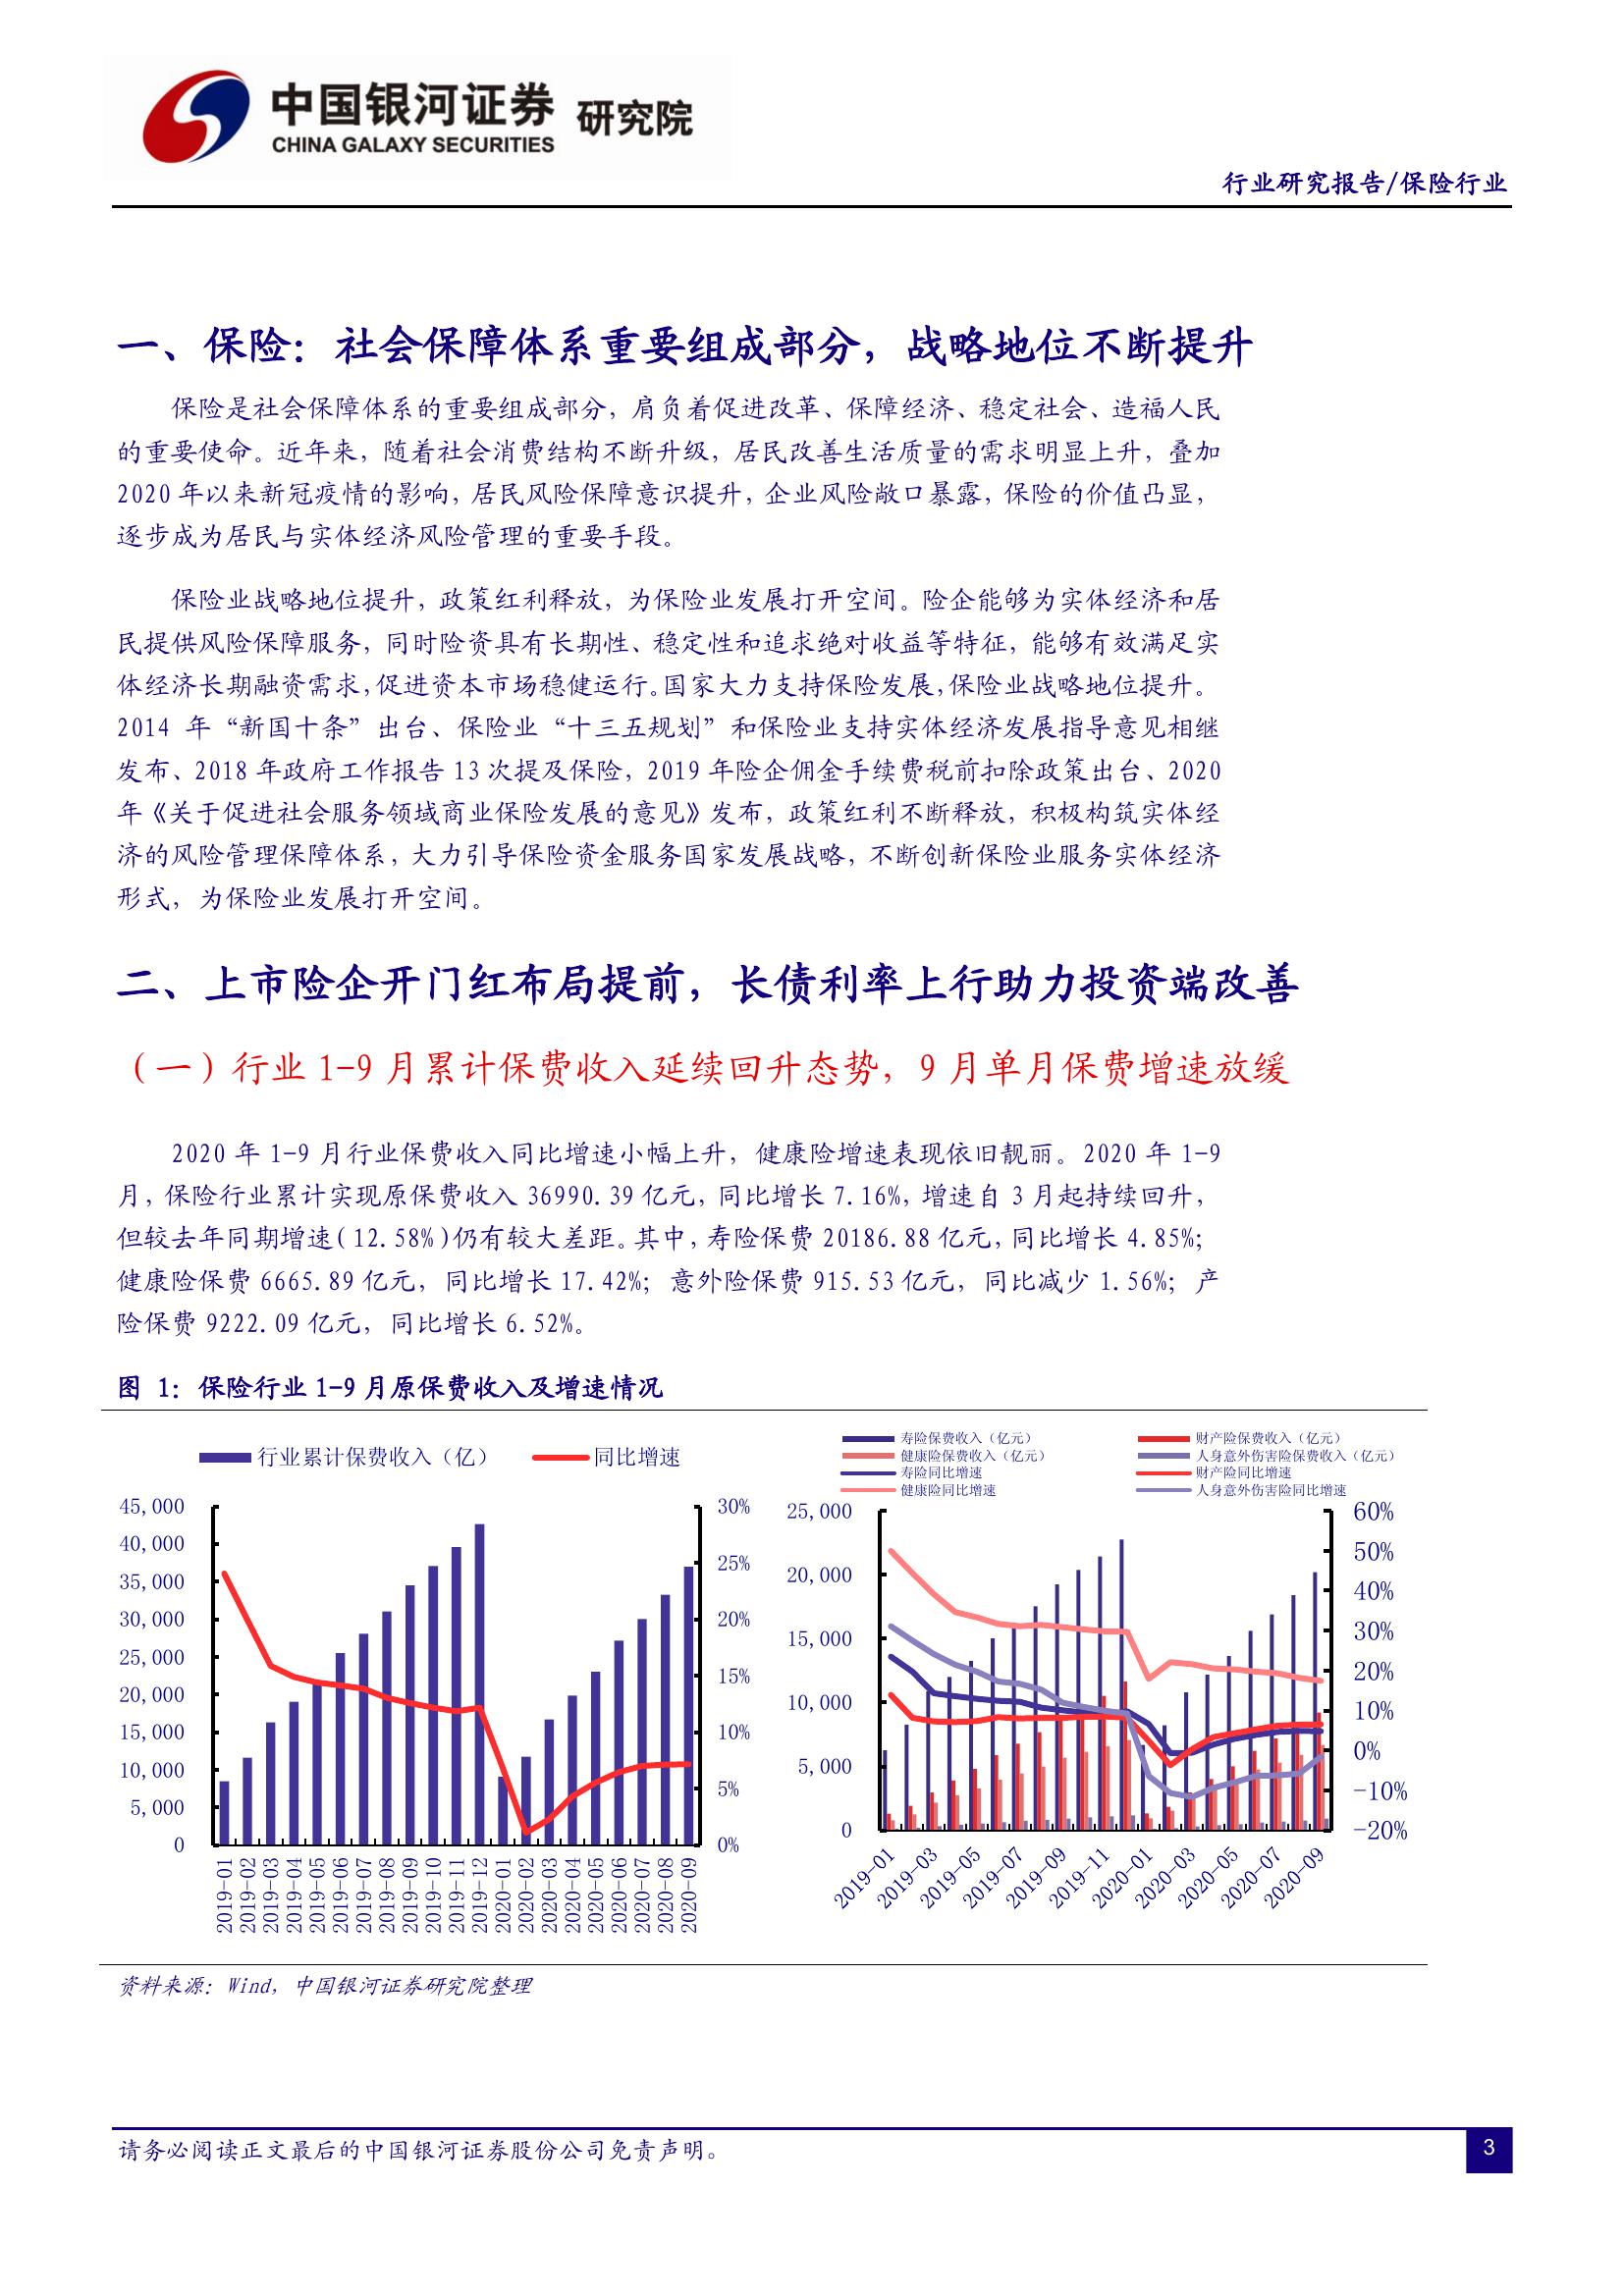 中国银河证券 研究院
CHINA GALAXY SECURITIES
行业研究报告/保险行业
一、保险：社会保障体系重要组成部分，战略地位不断提升
保险是社会保障体系的重要组成部分，肩负着促进改革、保障经济、稳定社会、造福人民
的重要使命。近年来，随着社会消费结构不断升级，居民改善生活质量的需求明显上升，叠加
2020 年以来新冠疫情的影响，居民风险保障意识提升，企业风险敞口暴露，保险的价值凸显，
逐步成为居民与实体经济风险管理的重要手段。
保险业战略地位提升，政策红利释放，为保险业发展打开空间。险企能够为实体经济和居
民提供风险保障服务，同时险资具有长期性、稳定性和追求绝对收益等特征，能够有效满足实
体经济长期融资需求，促进资本市场稳健运行。国家大力支持保险发展，保险业战略地位提升。
2014 年“新国十条”出台、保险业“十三五规划”和保险业支持实体经济发展指导意见相继
发布、2018 年政府工作报告 13 次提及保险，2019 年险企佣金手续费税前扣除政策出台、2020
年《关于促进社会服务领域商业保险发展的意见》发布，政策红利不断释放，积极构筑实体经
济的风险管理保障体系，大力引导保险资金服务国家发展战略，不断创新保险业服务实体经济
形式，为保险业发展打开空间。
二、上市险企开门红布局提前，长债利率上行助力投资端改善
（一）行业 1-9 月累计保费收入延续回升态势，9 月单月保费增速放缓
2020 年 1-9 月行业保费收入同比增速小幅上升，健康险增速表现依旧靓丽。2020 年 1-9
月，保险行业累计实现原保费收入 36990.39 亿元，同比增长 7.16%，增速自 3 月起持续回升，
但较去年同期增速(12.58%)仍有较大差距。其中，寿险保费 20186.88 亿元，同比增长 4.85%；
健康险保费 6665.89 亿元，同比增长 17.42%；意外险保费 915.53 亿元，同比减少 1.56%；产
险保费 9222.09 亿元，同比增长 6.52%。
图 1：保险行业 1-9 月原保费收入及增速情况
行业累计保费收入（亿） 同比增速
45,000
40,000
35,000
30,000
25,000
20,000
15,000
10,000
5,000
0
30%
25%
20%
15%
10%
5%
0%
2019-01
2019-02
2019-03
2019-04
2019-05
2019-06
2019-07
2019-08
2019-09
2019-10
2019-11
2019-12
2020-01
2020-02
2020-03
2020-04
2020-05
2020-06
2020-07
2020-08
2020-09
寿险保费收入（亿元） 财产险保费收入（亿元）
健康险保费收入（亿元） 人身意外伤害险保费收入（亿元）
寿险同比增速 财产险同比增速
健康险同比增速 人身意外伤害险同比增速
25,000
20,000
15,000
10,000
5,000
0
60%
50%
40%
30%
20%
10%
0%
-10%
-20%
2019-01
2019-03
2019-05
2019-07
2019-09
2019-11
2020-01
2020-03
2020-05
2020-07
2020-09
资料来源：Wind，中国银河证券研究院整理
请务必阅读正文最后的中国银河证券股份公司免责声明。
3